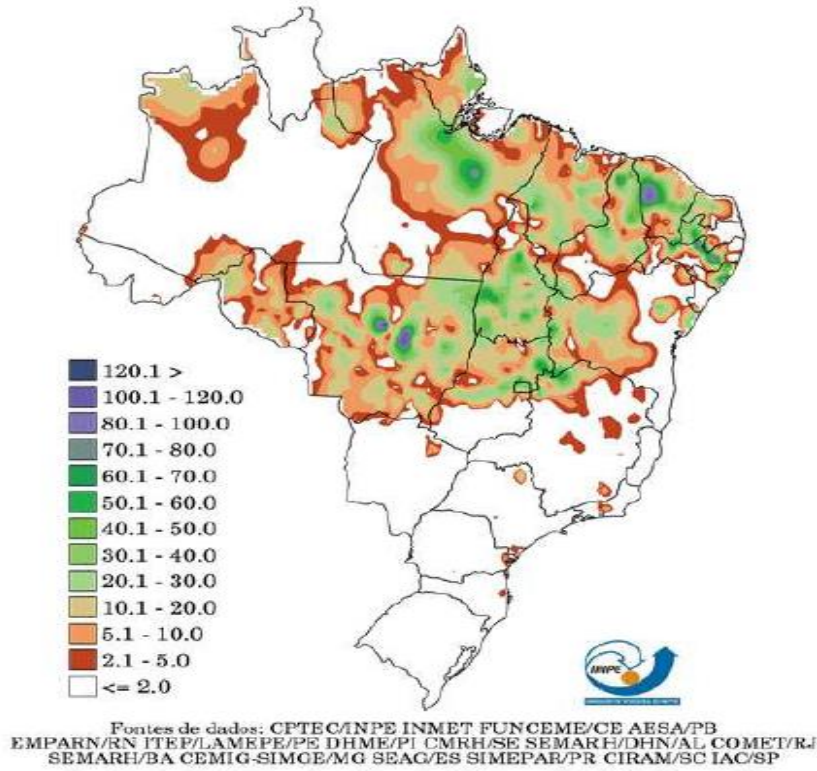 120.1 >
100.1 - 120.0
80.1 - 100.0
70.1 - 80.0
60.1 - 70.0
50.1 - 60.0
40.1 - 50.0
30.1 - 40.0
20.1 - 30.0
10.1 - 20.0
5.1 - 10.0
2.1 - 5.0
<= 2.0
INPE
Fontes de dados: CPTEC/INPE INMET FUNCEME/CE AESA/PB
EMPARN/RN ITEP/LAMEPE/PE DHME/PI CMRH/SE SEMARH/DHN/AL COMET/RJ
SEMARH/BA CEMIG-SIMGE/MG SEAG/ES SIMEPAR/PR CIRAM/SC IAC/SP